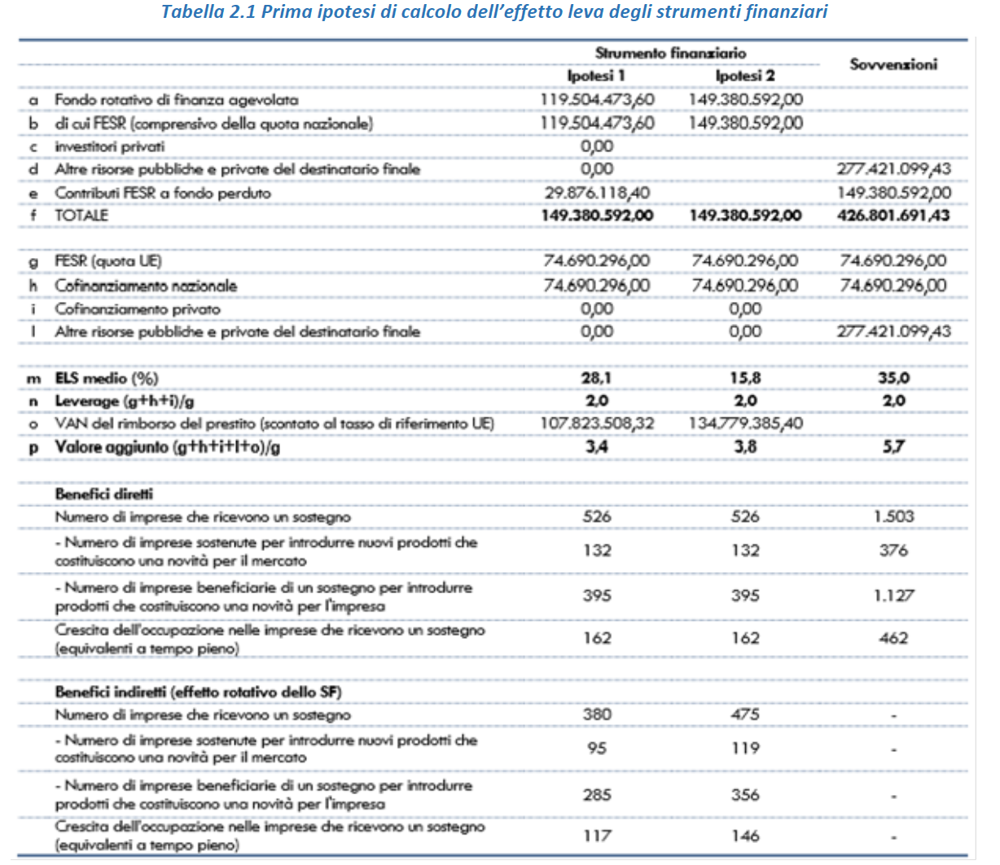 Tabella 2.1 Prima ipotesi di calcolo dell’effetto leva degli strumenti finanziari
Strumento finanziario Sovvenzioni
Ipotesi 1 Ipotesi 2
a Fondo rotativo di finanza agevolata 119.504.473,60 149.380.592,00
b di cui FESR (comprensivo della quota nazionale) 119.504.473,60 149.380.592,00
c investitori privati 0,00
d Altre risorse pubbliche e private del destinatario finale 0,00 277.421.099,43
e Contributi FESR a fondo perduto 29.876.118,40 149.380.592,00
f TOTALE 149.380.592,00 149.380.592,00 426.801.691,43
g FESR (quota UE) 74.690.296,00 74.690.296,00 74.690.296,00
h Cofinanziamento nazionale 74.690.296,00 74.690.296,00 74.690.296,00
i Cofinanziamento privato 0,00 0,00
l Altre risorse pubbliche e private del destinatario finale 0,00 0,00 277.421.099,43
m ELS medio (%) 28,1 15,8 35,0
n Leverage (g+h+i)/g 2,0 2,0 2,0
o VAN del rimborso del prestito (scontato al tasso di riferimento UE) 107.823.508,32 134.779.385,40
p Valore aggiunto (g+h+i+l+o)/g 3,4 3,8 5,7
Benefici diretti
Numero di imprese che ricevono un sostegno 526 526 1.503
- Numero di imprese sostenute per introdurre nuovi prodotti che
costituiscono una novità per il mercato 132 132 376
- Numero di imprese beneficiarie di un sostegno per introdurre
prodotti che costituiscono una novità per l'impresa 395 395 1.127
Crescita dell'occupazione nelle imprese che ricevono un sostegno
(equivalenti a tempo pieno) 162 162 462
Benefici indiretti (effetto rotativo dello SF)
Numero di imprese che ricevono un sostegno 380 475 -
- Numero di imprese sostenute per introdurre nuovi prodotti che
costituiscono una novità per il mercato 95 119 -
- Numero di imprese beneficiarie di un sostegno per introdurre
prodotti che costituiscono una novità per l'impresa 285 356 -
Crescita dell'occupazione nelle imprese che ricevono un sostegno
(equivalenti a tempo pieno) 117 146 -